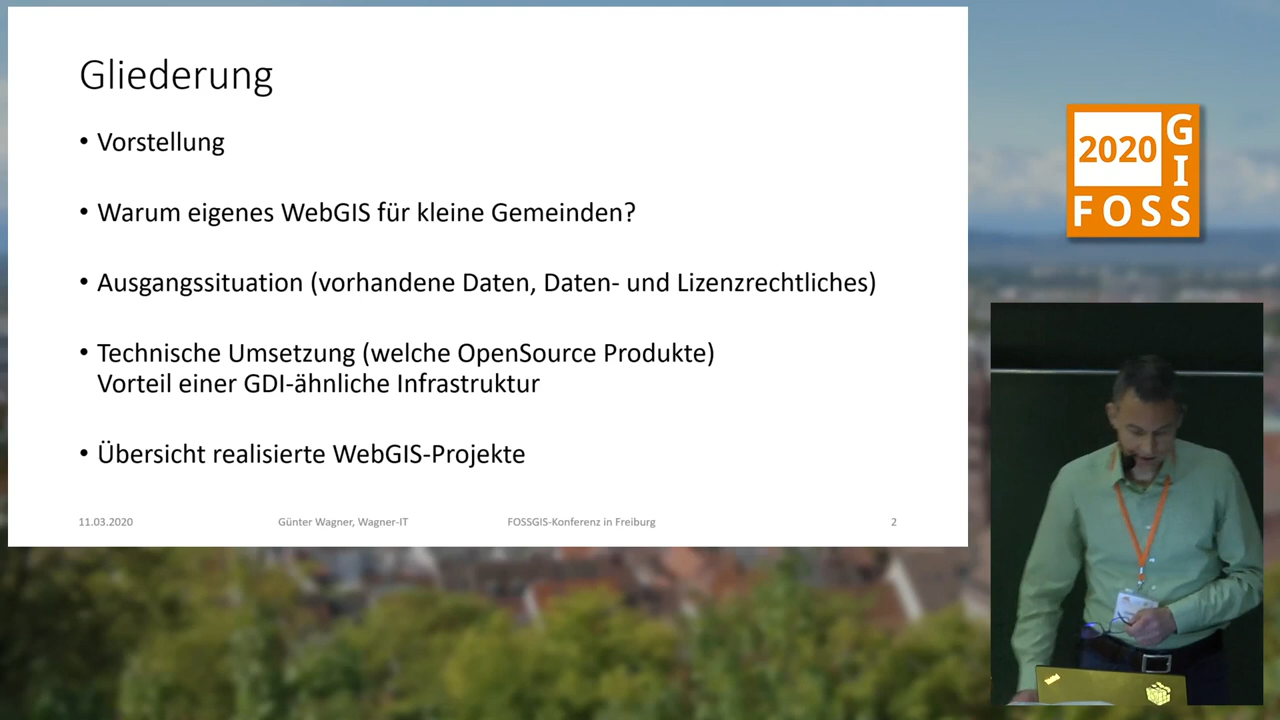 Gliederung
• Vorstellung
• Warum eigenes WebGIS für kleine Gemeinden?
• Ausgangssituation (vorhandene Daten, Daten- und Lizenzrechtliches)
• Technische Umsetzung (welche OpenSource Produkte)
Vorteil einer GDI-ähnliche Infrastruktur
• Übersicht realisierte WebGIS-Projekte
11.03.2020 Günter Wagner, Wagner-IT FOSSGIS-Konferenz in Freiburg 2
2020
GIS
FOSS